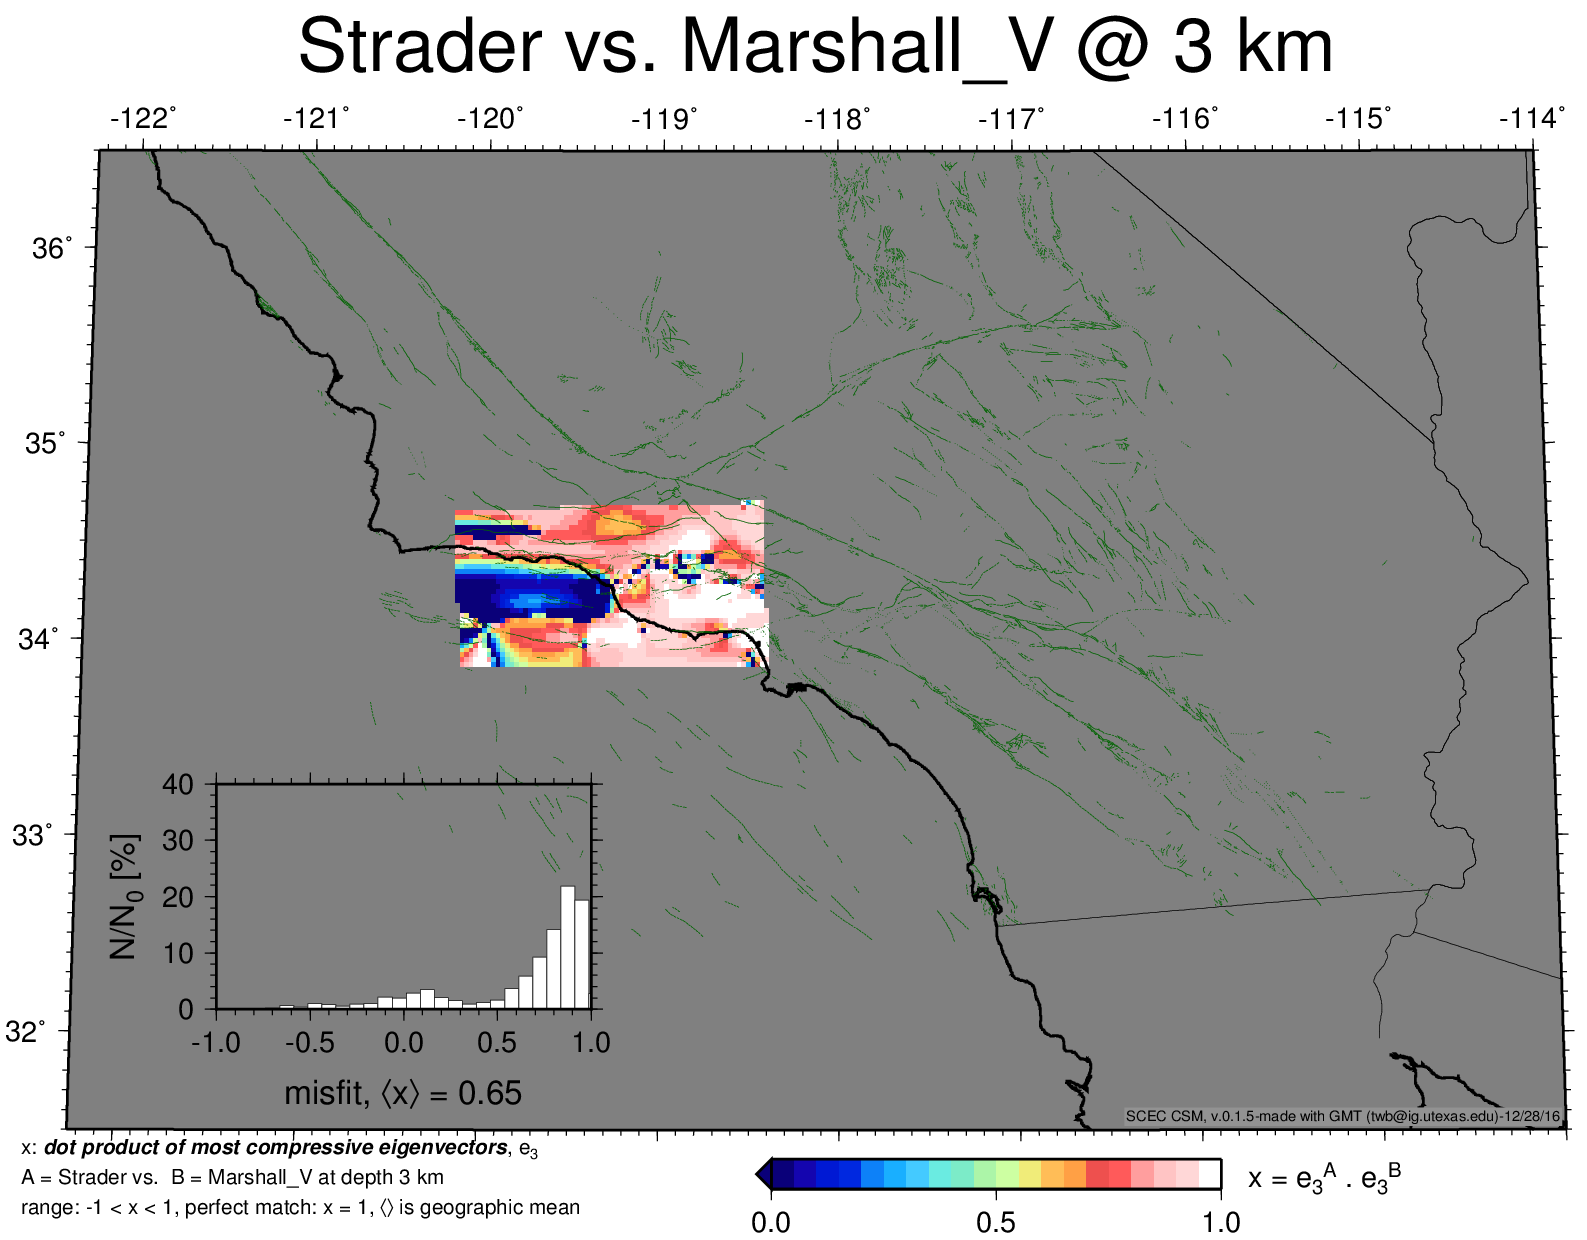 Strader vs. Marshall_V @ 3 km
-122˚ -121˚ -120˚ -119˚ -118˚ -117˚ -116˚ -115˚ -114˚
36˚
35˚
34˚
33˚
32˚
40
30
20
10
0
N/N0 [%]
-1.0 -0.5 0.0 0.5 1.0
misfit, ⟨x⟩ = 0.65
SCEC CSM, v.0.1.5-made with GMT (twb@ig.utexas.edu)-12/28/16
x: dot product of most compressive eigenvectors, e3
A = Strader vs. B = Marshall_V at depth 3 km
range: -1 < x < 1, perfect match: x = 1, ⟨⟩ is geographic mean
x = e3A . e3B
0.0 0.5 1.0